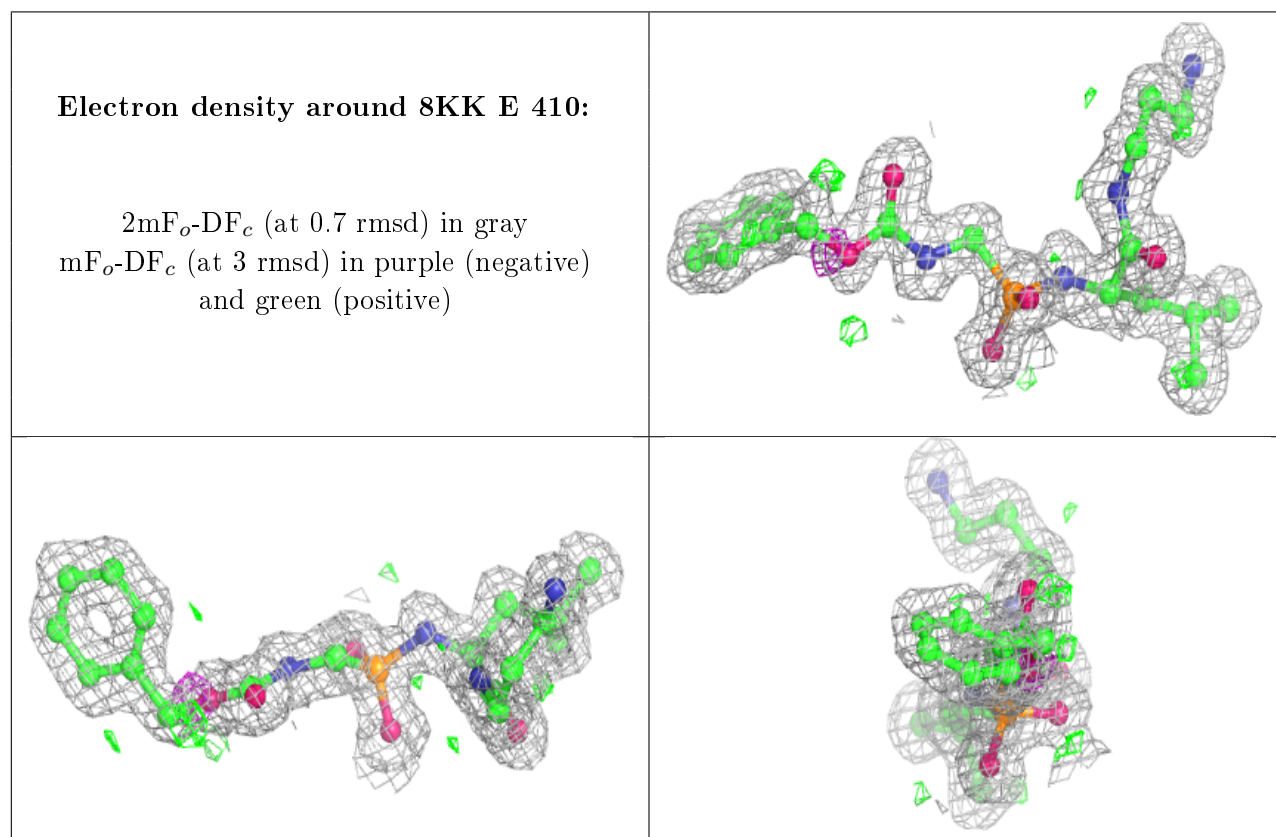 Electron density around 8KK E 410:
2mFo-DFc (at 0.7 rmsd) in gray
mFo-DFc (at 3 rmsd) in purple (negative)
and green (positive)